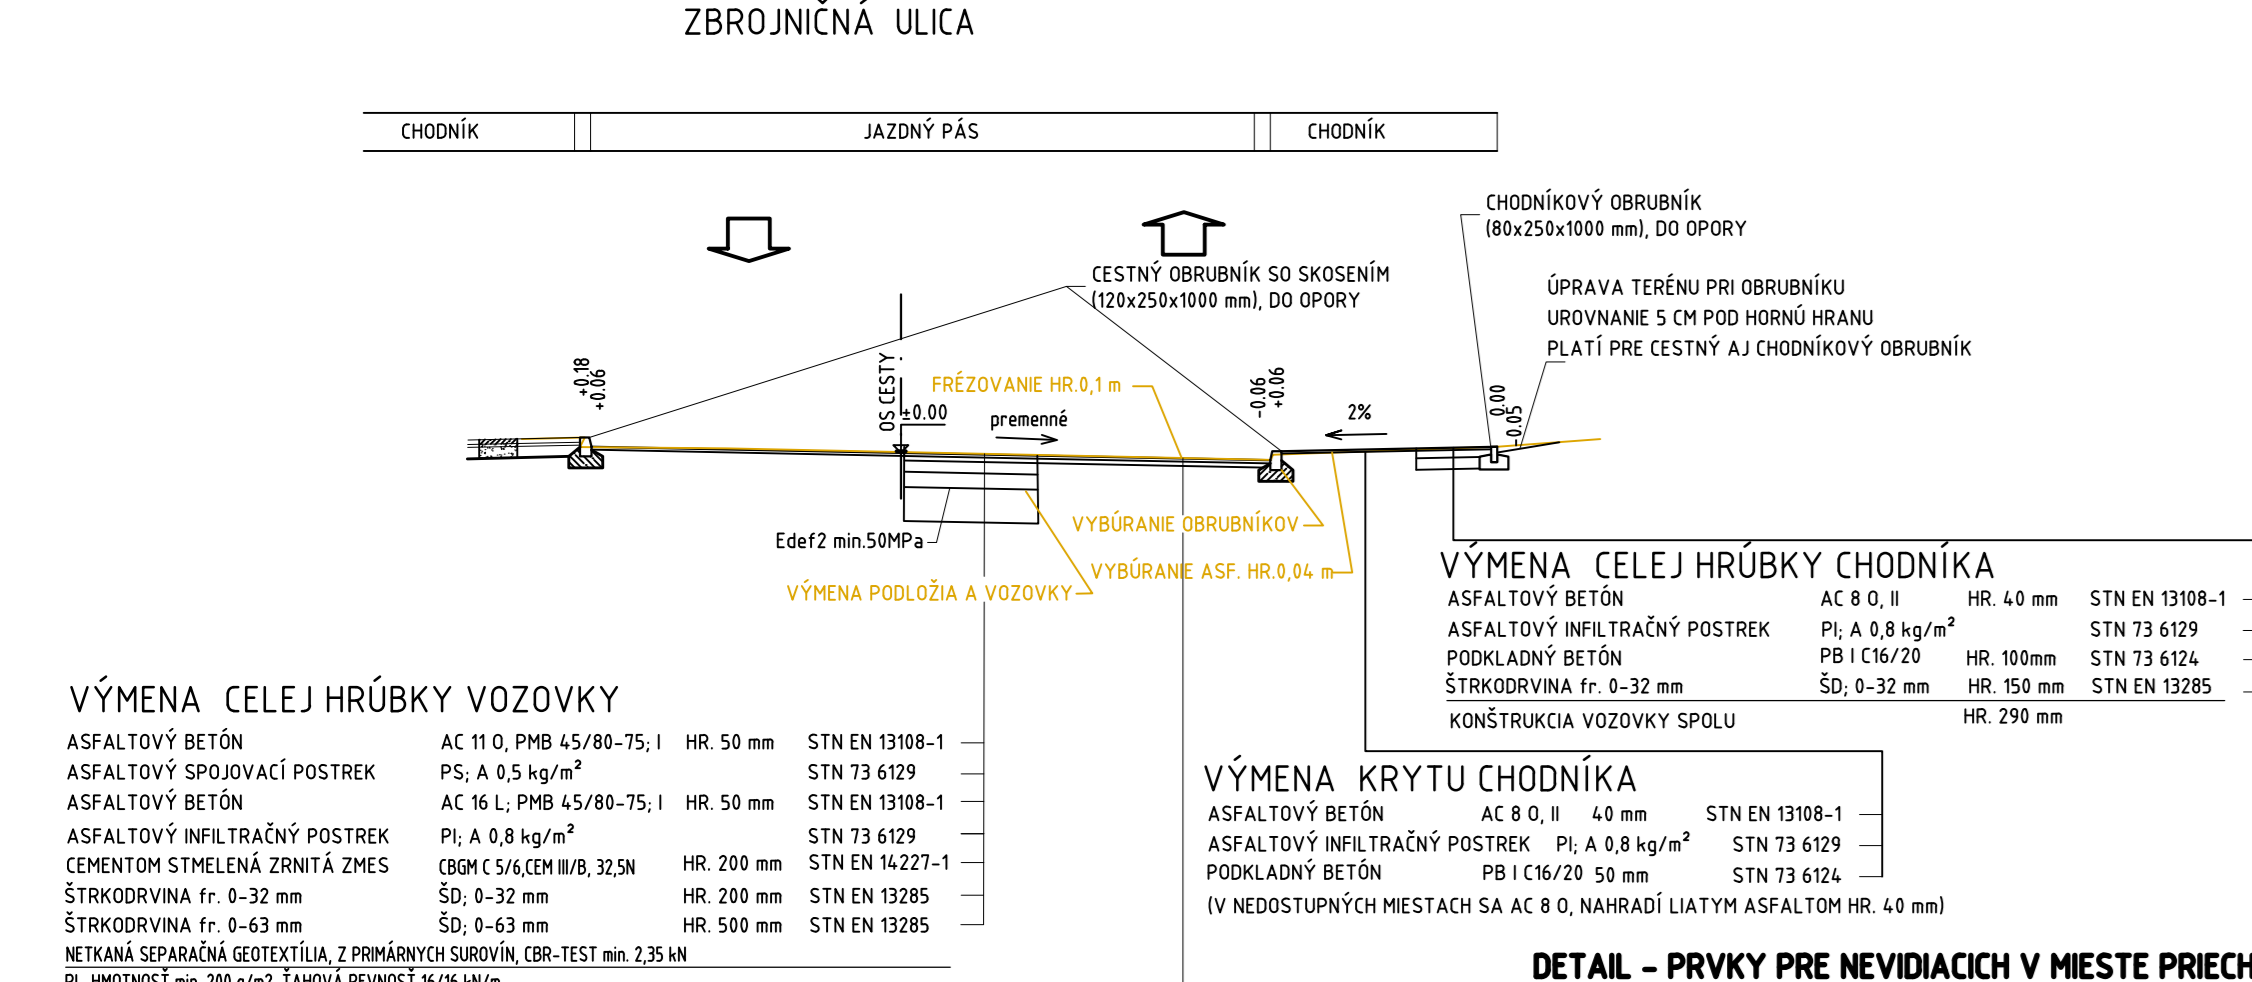 ZBROJNIČNÁ ULICA
CHODNÍK JAZDNÝ PÁS CHODNÍK
CHODNÍKOVÝ OBRUBNÍK
(80x250x1000 mm), DO OPORY
CESTNÝ OBRUBNÍK SO SKOSENÍM
(120x250x1000 mm), DO OPORY
ÚPRAVA TERÉNU PRI OBRUBNÍKU
UROVNANIE 5 CM POD HORNÚ HRANU
PLATÍ PRE CESTNÝ AJ CHODNÍKOVÝ OBRUBNÍK
+0.18
+0.06
OS CESTY
±0.00
FRÉZOVANIE HR.0,1 m
premenné
-0.06
+0.06
2%
0.00
-0.05
Edef2 min.50MPa
VYBÚRANIE OBRUBNÍKOV
VYBÚRANIE ASF. HR.0,04 m
VÝMENA PODLOŽIA A VOZOVKY
VÝMENA CELEJ HRÚBKY CHODNÍKA
ASFALTOVÝ BETÓN AC 8 O, II HR. 40 mm STN EN 13108-1
ASFALTOVÝ INFILTRAČNÝ POSTREK PI; A 0,8 kg/m² STN 73 6129
PODKLADNÝ BETÓN PB I C16/20 HR. 100mm STN 73 6124
ŠTRKODRVINA fr. 0-32 mm ŠD; 0-32 mm HR. 150 mm STN EN 13285
KONŠTRUKCIA VOZOVKY SPOLU HR. 290 mm
VÝMENA CELEJ HRÚBKY VOZOVKY
ASFALTOVÝ BETÓN AC 11 O, PMB 45/80-75; I HR. 50 mm STN EN 13108-1
ASFALTOVÝ SPOJOVACÍ POSTREK PS; A 0,5 kg/m² STN 73 6129
ASFALTOVÝ BETÓN AC 16 L; PMB 45/80-75; I HR. 50 mm STN EN 13108-1
ASFALTOVÝ INFILTRAČNÝ POSTREK PI; A 0,8 kg/m² STN 73 6129
CEMENTOM STMELENÁ ZRNITÁ ZMES CBGM C 5/6,CEM III/B, 32,5N HR. 200 mm STN EN 14227-1
ŠTRKODRVINA fr. 0-32 mm ŠD; 0-32 mm HR. 200 mm STN EN 13285
ŠTRKODRVINA fr. 0-63 mm ŠD; 0-63 mm HR. 500 mm STN EN 13285
NETKANÁ SEPARAČNÁ GEOTEXTÍLIA, Z PRIMÁRNYCH SUROVÍN, CBR-TEST min. 2,35 kN
PL. HMOTNOSŤ min. 200 g/m2, ŤAHOVÁ PEVNOSŤ 16/16 kN/m
VÝMENA KRYTU CHODNÍKA
ASFALTOVÝ BETÓN AC 8 O, II 40 mm STN EN 13108-1
ASFALTOVÝ INFILTRAČNÝ POSTREK PI; A 0,8 kg/m² STN 73 6129
PODKLADNÝ BETÓN PB I C16/20 50 mm STN 73 6124
(V NEDOSTUPNÝCH MIESTACH SA AC 8 O, NAHRADÍ LIATYM ASFALTOM HR. 40 mm)
DETAIL - PRVKY PRE NEVIDIACICH V MIESTE PRIECH